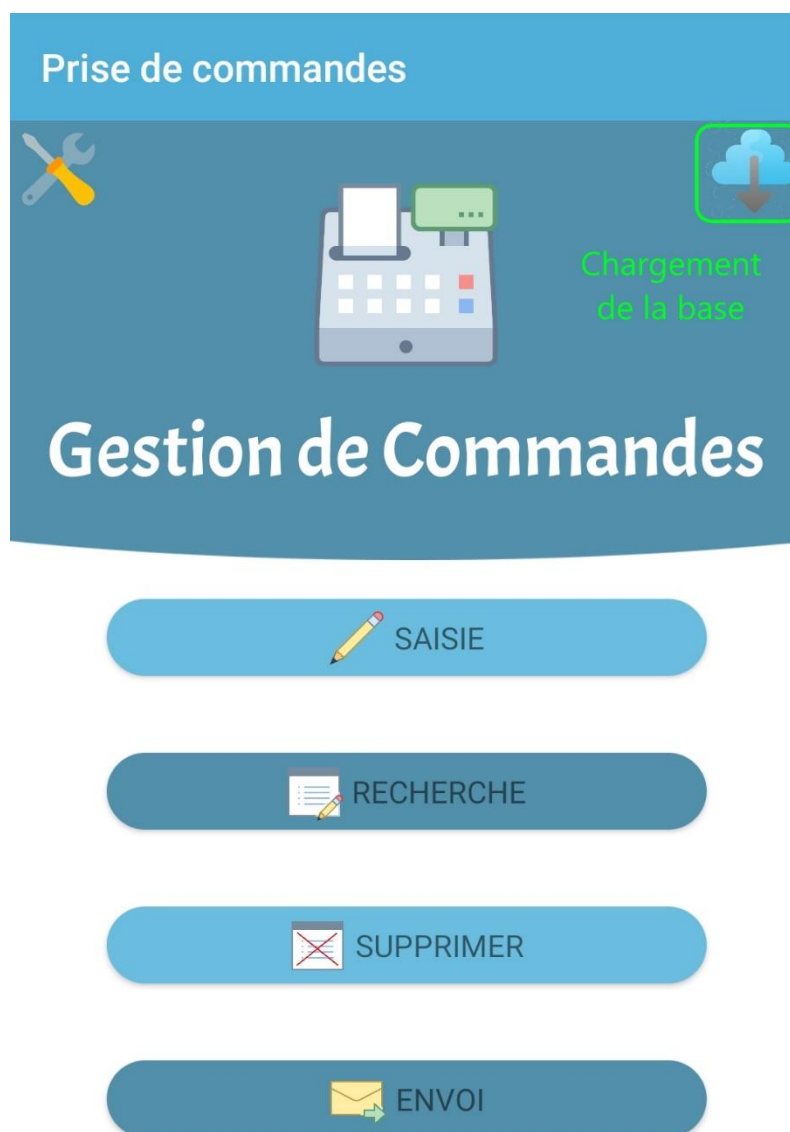 Prise de commandes
Chargement
de la base
Gestion de Commandes
SAISIE
RECHERCHE
SUPPRIMER
ENVOI